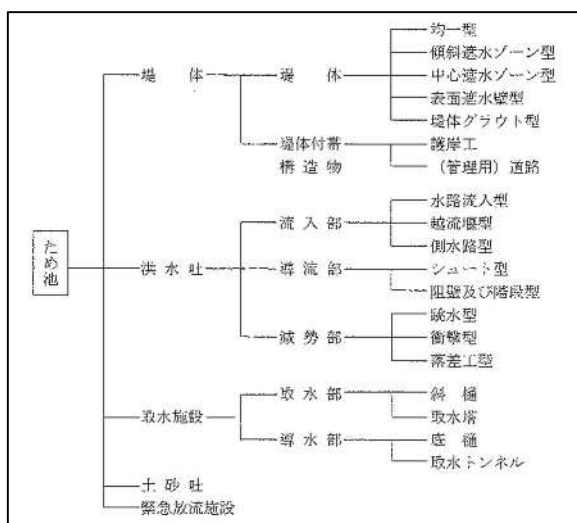 均一型
傾斜遮水ゾーン型
堤　体　堤　体　中心遮水ゾーン型
表面遮水壁型
堤体グラウト型
堤体付帯　護岸工
構造物　（管理用）道路
水路流入型
流入部　越流堰型
側水路型
ため池　洪水吐　導流部　シュート型
阻壁及び階段型
跳水型
減勢部　衝撃型
落差工型
取水部　斜　樋
取水施設　取水塔
導水部　底　樋
取水トンネル
土砂吐
緊急放流施設